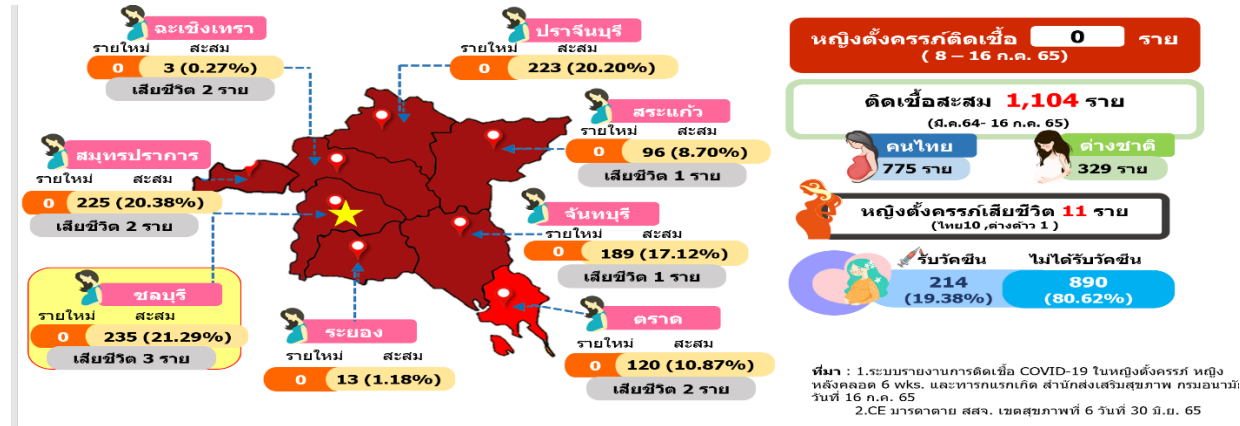 ฉะเชิงเทรา
รายใหม่ สะสม
0 3 (0.27%)
เสียชีวิต 2 ราย
ปราจีนบุรี
รายใหม่ สะสม
0 223 (20.20%)
สระแก้ว
รายใหม่ สะสม
0 96 (8.70%)
เสียชีวิต 1 ราย
สมุทรปราการ
รายใหม่ สะสม
0 225 (20.38%)
เสียชีวิต 2 ราย
จันทบุรี
รายใหม่ สะสม
0 189 (17.12%)
เสียชีวิต 1 ราย
ชลบุรี
รายใหม่ สะสม
0 235 (21.29%)
เสียชีวิต 3 ราย
ระยอง
รายใหม่ สะสม
0 13 (1.18%)
ตราด
รายใหม่ สะสม
0 120 (10.87%)
เสียชีวิต 2 ราย
หญิงตั้งครรภ์ติดเชื้อ 0 ราย
( 8 – 16 ก.ค. 65)
ติดเชื้อสะสม 1,104 ราย
(มี.ค.64- 16 ก.ค. 65)
คนไทย ต่างชาติ
775 ราย 329 ราย
หญิงตั้งครรภ์เสียชีวิต 11 ราย
(ไทย10 ,ต่างด้าว 1 )
รับวัคซีน ไม่ได้รับวัคซีน
214 890
(19.38%) (80.62%)
ที่มา : 1.ระบบรายงานการติดเชื้อ COVID-19 ในหญิงตั้งครรภ์ หญิง
หลังคลอด 6 wks. และทารกแรกเกิด สำนักส่งเสริมสุขภาพ กรมอนามัย
วันที่ 16 ก.ค. 65
2.CE มารดาตาย สสจ. เขตสุขภาพที่ 6 วันที่ 30 มิ.ย. 65